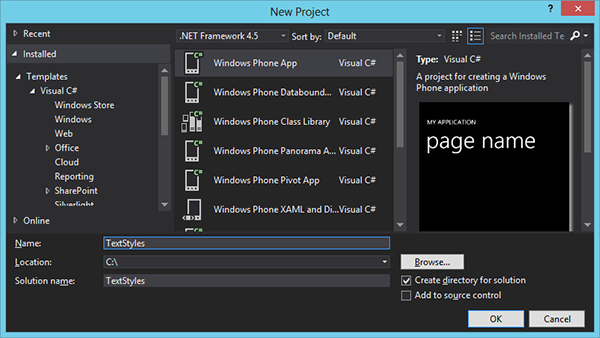 New Project
? ×
Recent
.NET Framework 4.5 Sort by: Default Search Installed Te
Installed
Templates
Visual C#
Windows Store
Windows
Web
Office
Cloud
Reporting
SharePoint
Silverlight
Online
Windows Phone App Visual C#
Windows Phone Databound... Visual C#
Windows Phone Class Library Visual C#
Windows Phone Panorama A... Visual C#
Windows Phone Pivot App Visual C#
Windows Phone XAML and Di... Visual C#
Type: Visual C#
A project for creating a Windows
Phone application
MY APPLICATION
page name
Name: TextStyles
Location: C:\ Browse...
Solution name: TextStyles
Create directory for solution
Add to source control
OK Cancel